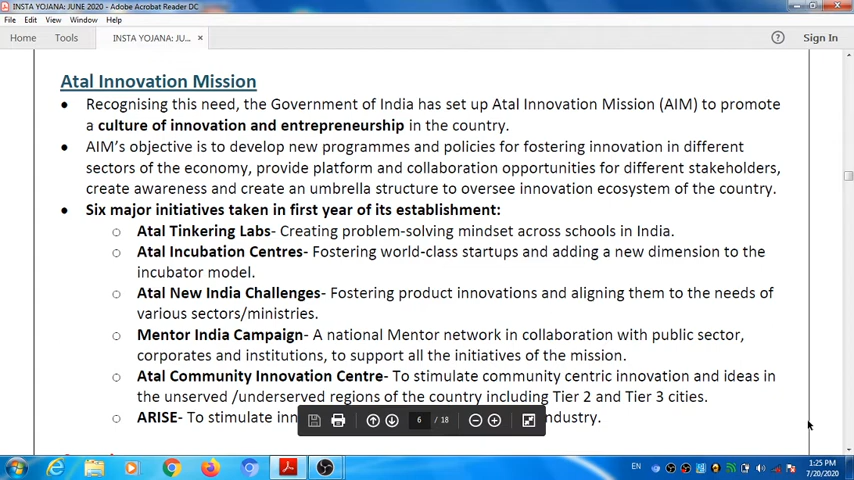 INSTA YOJANA: JUNE 2020 - Adobe Acrobat Reader DC
File Edit View Window Help
Home Tools INSTA YOJANA: JU... × Sign In
Atal Innovation Mission
• Recognising this need, the Government of India has set up Atal Innovation Mission (AIM) to promote
a culture of innovation and entrepreneurship in the country.
• AIM's objective is to develop new programmes and policies for fostering innovation in different
sectors of the economy, provide platform and collaboration opportunities for different stakeholders,
create awareness and create an umbrella structure to oversee innovation ecosystem of the country.
• Six major initiatives taken in first year of its establishment:
○ Atal Tinkering Labs- Creating problem-solving mindset across schools in India.
○ Atal Incubation Centres- Fostering world-class startups and adding a new dimension to the
incubator model.
○ Atal New India Challenges- Fostering product innovations and aligning them to the needs of
various sectors/ministries.
○ Mentor India Campaign- A national Mentor network in collaboration with public sector,
corporates and institutions, to support all the initiatives of the mission.
○ Atal Community Innovation Centre- To stimulate community centric innovation and ideas in
the unserved /underserved regions of the country including Tier 2 and Tier 3 cities.
○ ARISE- To stimulate industry.
6 / 18
EN 1:25 PM
7/20/2020